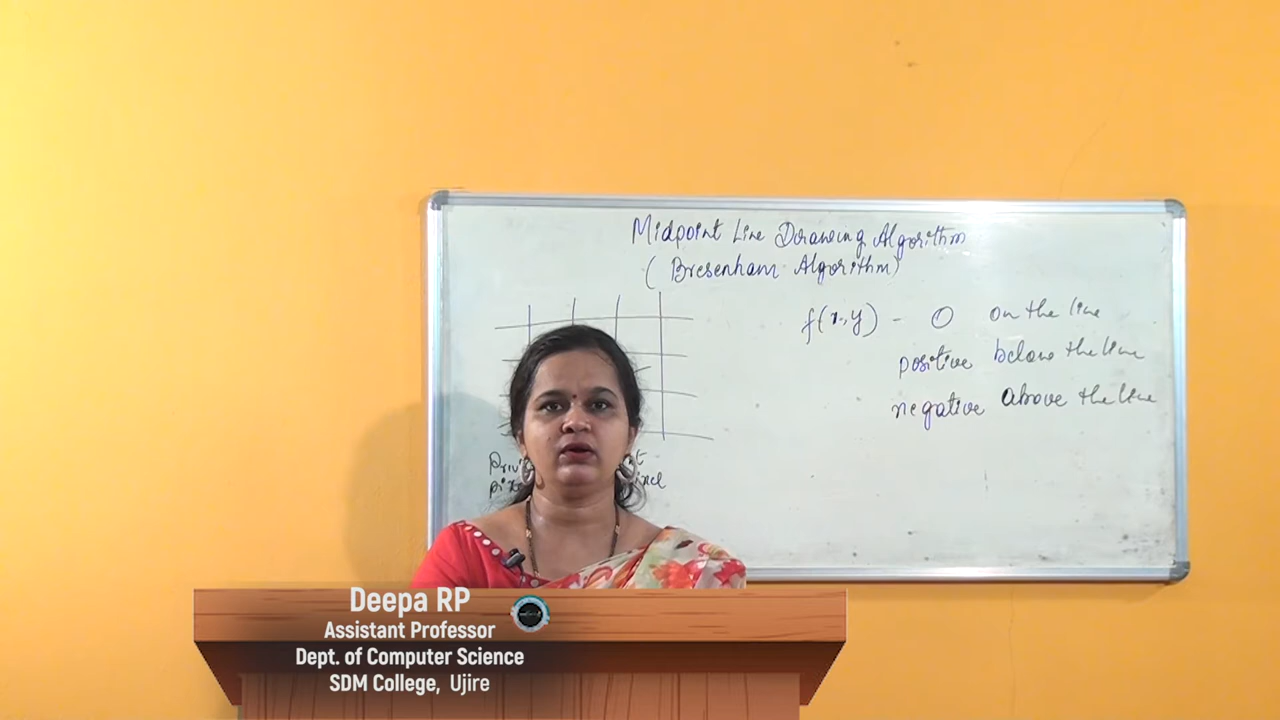 Midpoint Line Drawing Algorithm
(Bresenham Algorithm)
f(x,y) - 0 on the line
positive below the line
negative above the line
Deepa RP
Assistant Professor
Dept. of Computer Science
SDM College, Ujire